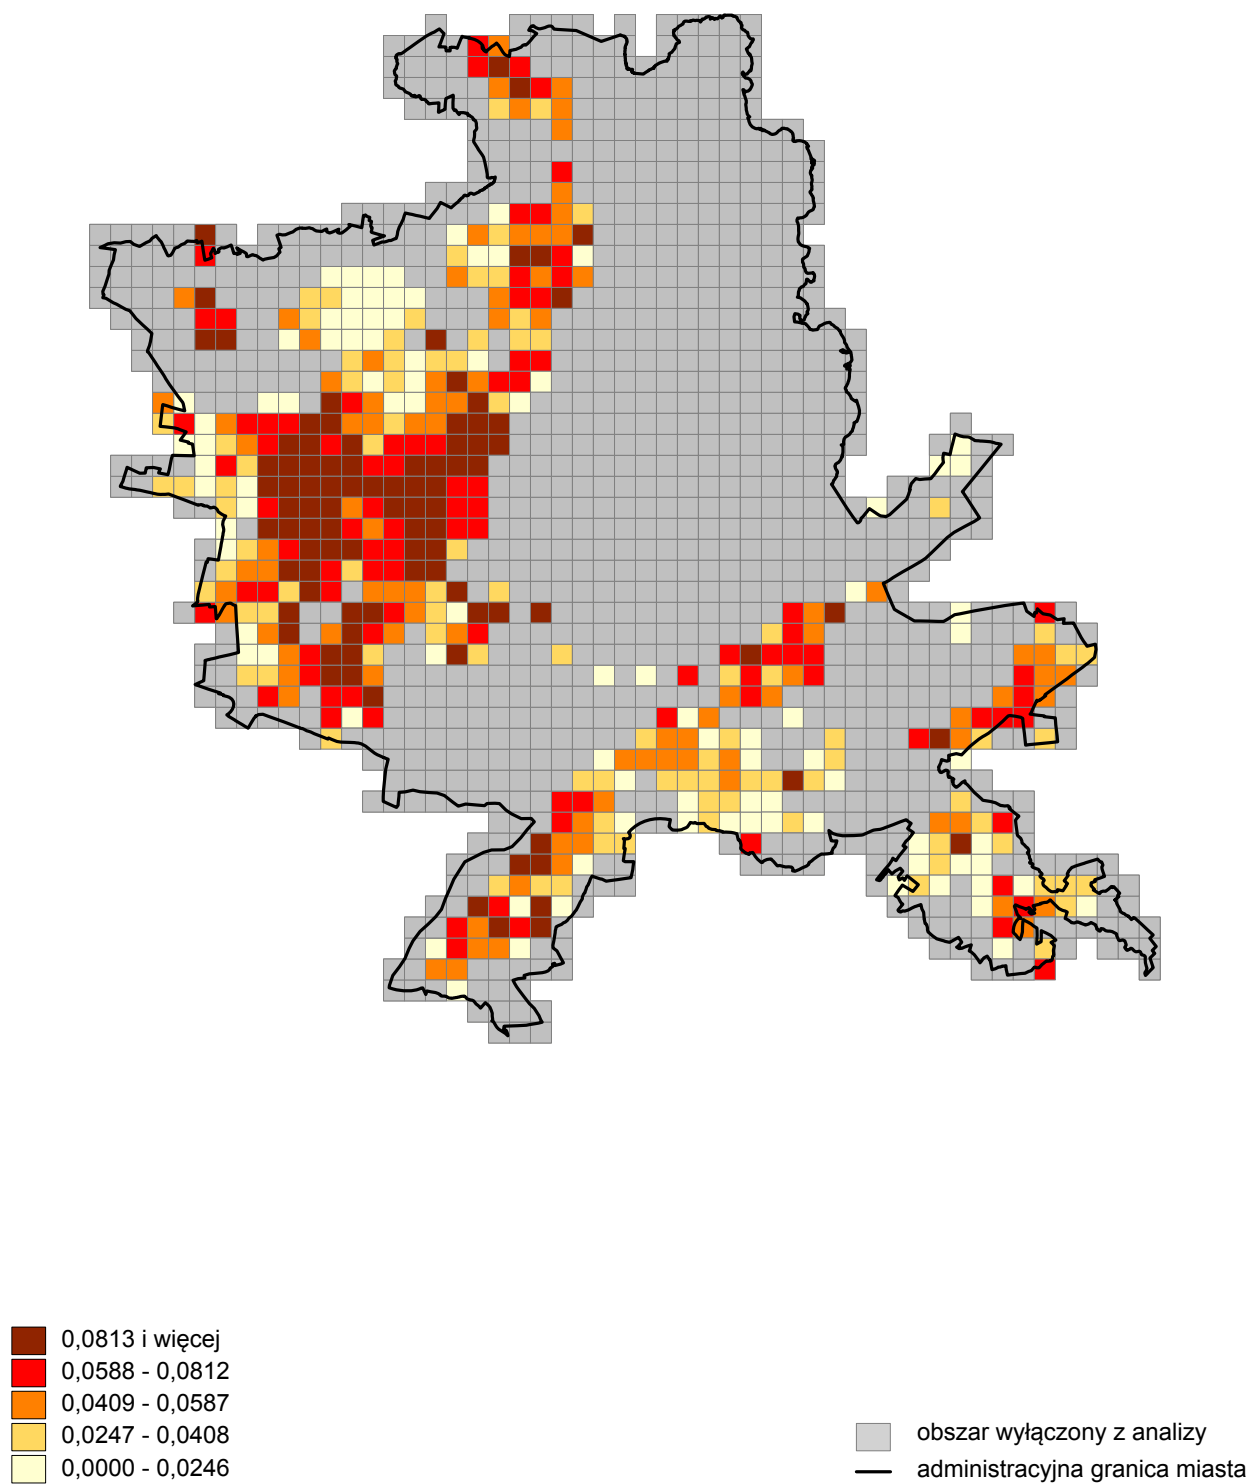 0,0813 i więcej
0,0588 - 0,0812
0,0409 - 0,0587
0,0247 - 0,0408
0,0000 - 0,0246
obszar wyłączony z analizy
administracyjna granica miasta